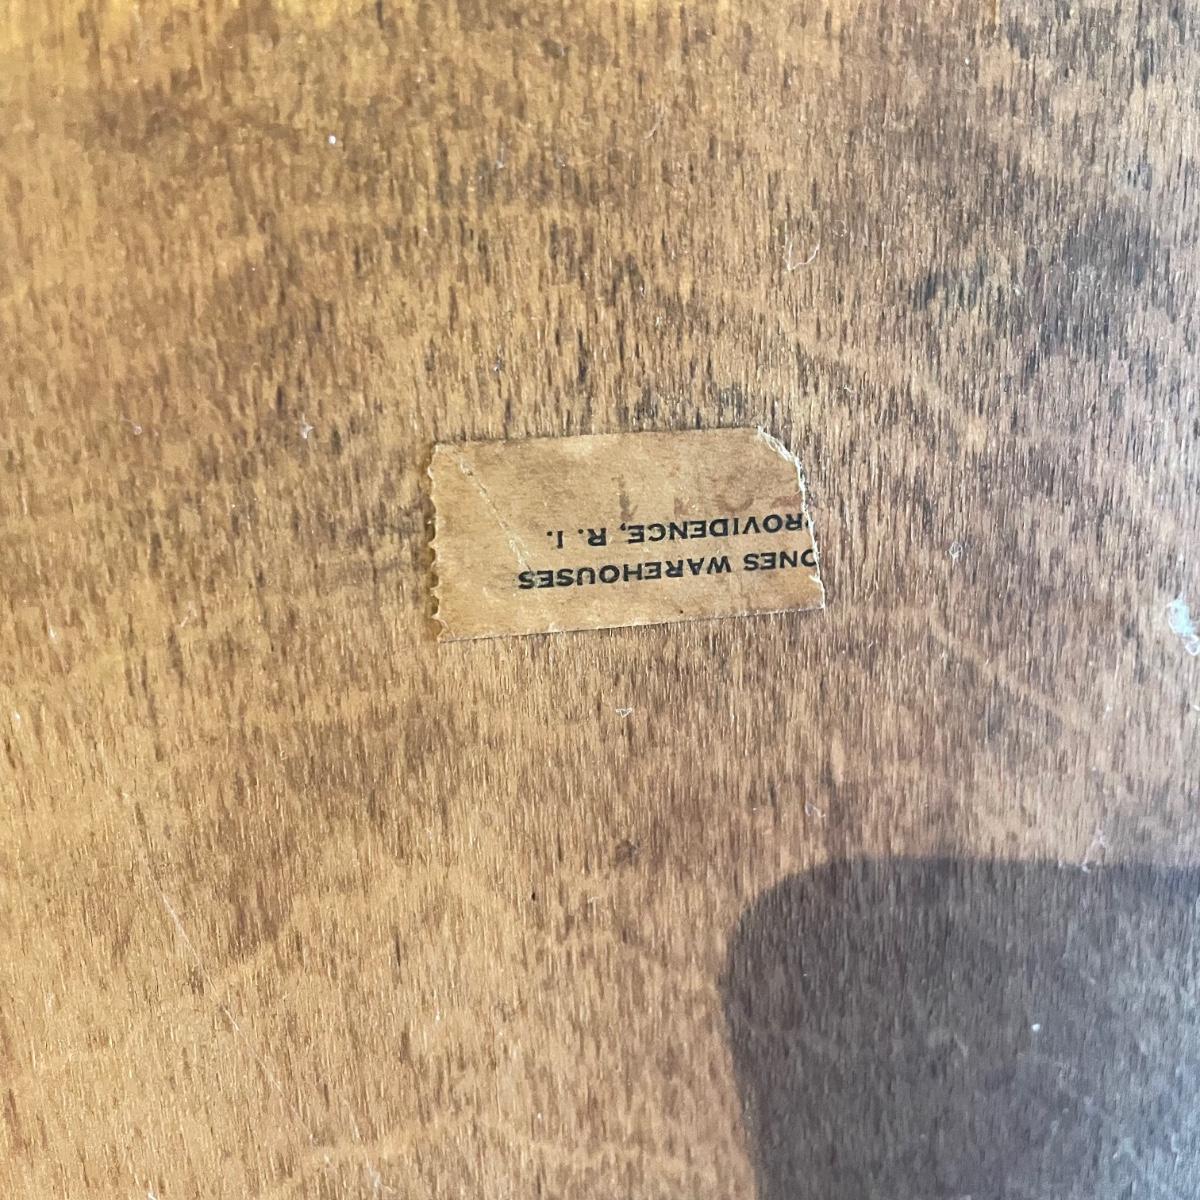 ONES WAREHOUSES
ROVIDENCE, R. I.